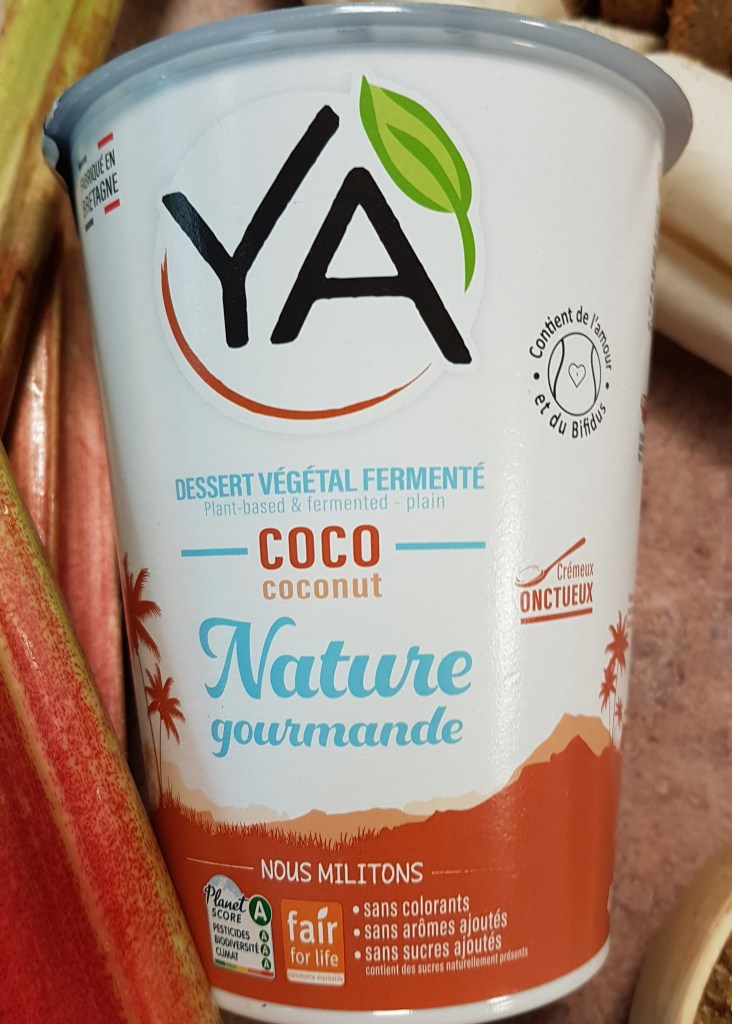 FABRIQUÉ EN
BRETAGNE
YA
Contient de l'amour
et du Bifidus
DESSERT VÉGÉTAL FERMENTÉ
Plant-based & fermented - plain
COCO
coconut
Crémeux
ONCTUEUX
Nature
gourmande
NOUS MILITONS
Planet
SCORE
A
PESTICIDES A
BIODIVERSITÉ A
CLIMAT A
fair
for life
commerce équitable
• sans colorants
• sans arômes ajoutés
• sans sucres ajoutés
contient des sucres naturellement présents